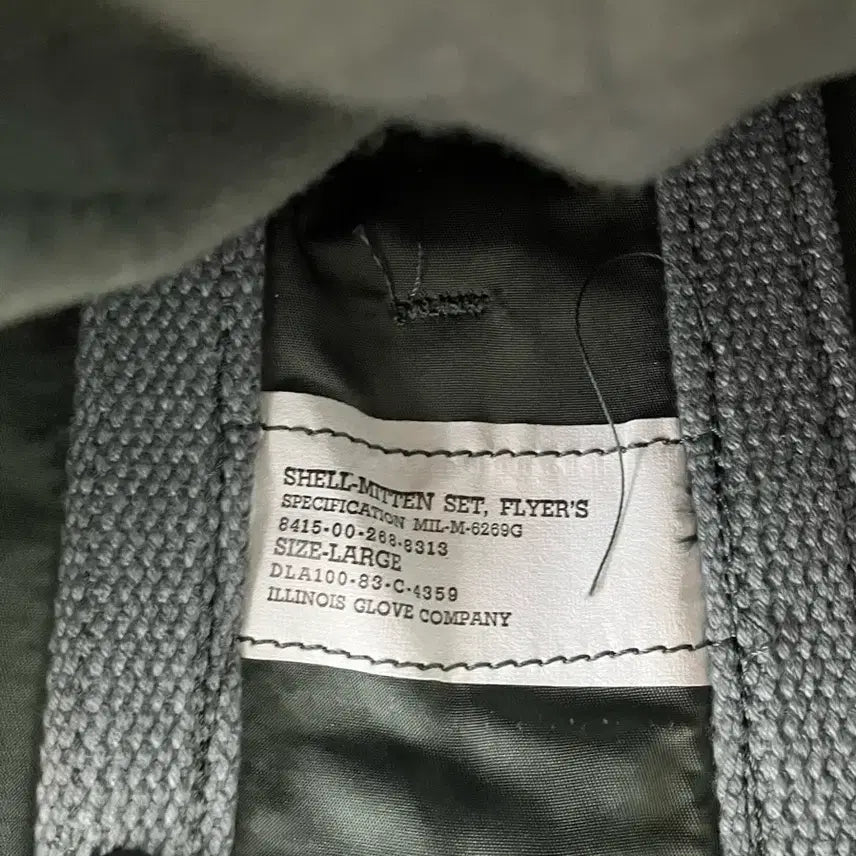 SHELL-MITTEN SET, FLYER'S
SPECIFICATION MIL-M-6269G
8415-00-268-8313
SIZE-LARGE
DLA100-83-C-4359
ILLINOIS GLOVE COMPANY